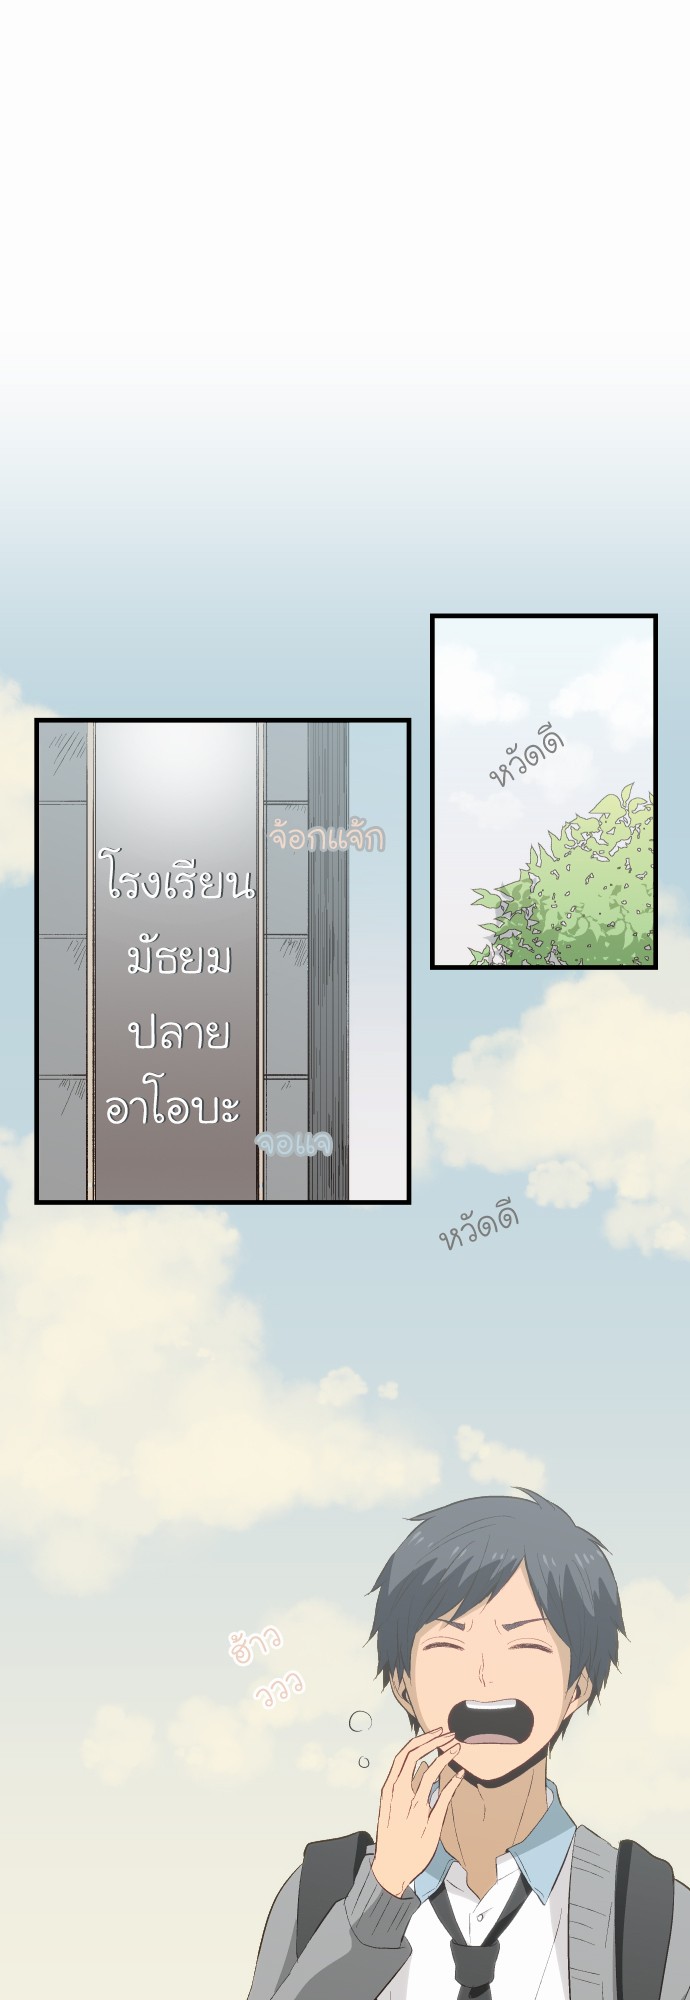 หวัดดี
จ้อกแจ้ก
โรงเรียน
มัธยม
ปลาย
อาโอบะ
จอแจ
หวัดดี
ฮ้าว
ววว